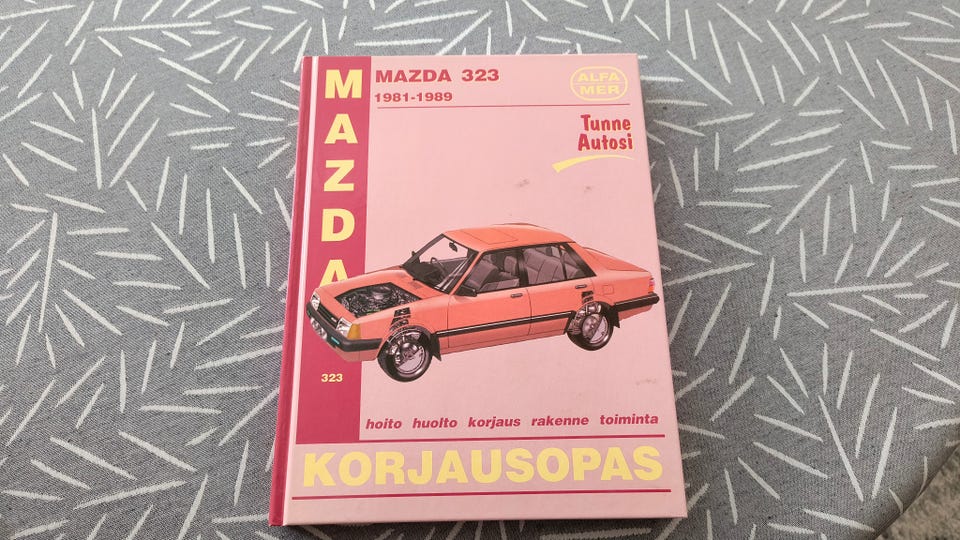 MAZDA
MAZDA 323
1981-1989
ALFA
MER
Tunne
Autosi
323
hoito huolto korjaus rakenne toiminta
KORJAUSOPAS